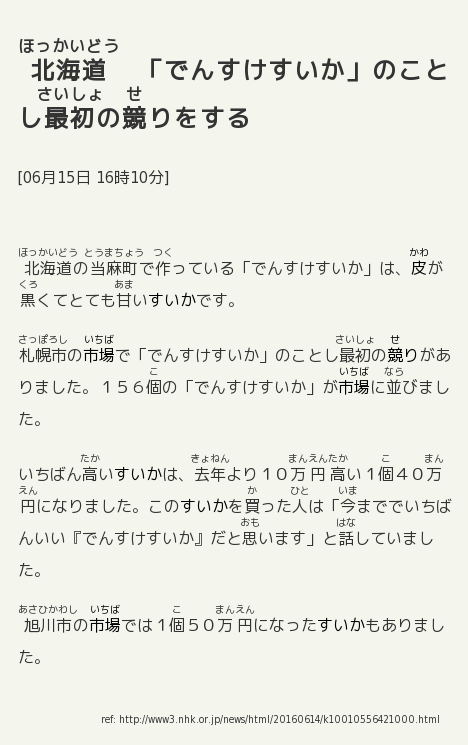 ほっかいどう
北海道 「でんすけすいか」のこと
さいしょ せ
し最初の競りをする
[06月15日 16時10分]
ほっかいどう とうまちょう つく かわ
北海道の当麻町で作っている「でんすけすいか」は、皮が
くろ あま
黒くてとても甘いすいかです。
さっぽろし いちば さいしょ せ
札幌市の市場で「でんすけすいか」のことし最初の競りがあ
こ いちば なら
りました。１５６個の「でんすけすいか」が市場に並びまし
た。
たか きょねん まんえんたか こ まん
いちばん高いすいかは、去年より１０万円高い１個４０万
えん か ひと いま
円になりました。このすいかを買った人は「今まででいちば
おも はな
んいい『でんすけすいか』だと思います」と話していまし
た。
あさひかわし いちば こ まんえん
旭川市の市場では１個５０万円になったすいかもありまし
た。
ref: http://www3.nhk.or.jp/news/html/20160614/k10010556421000.html